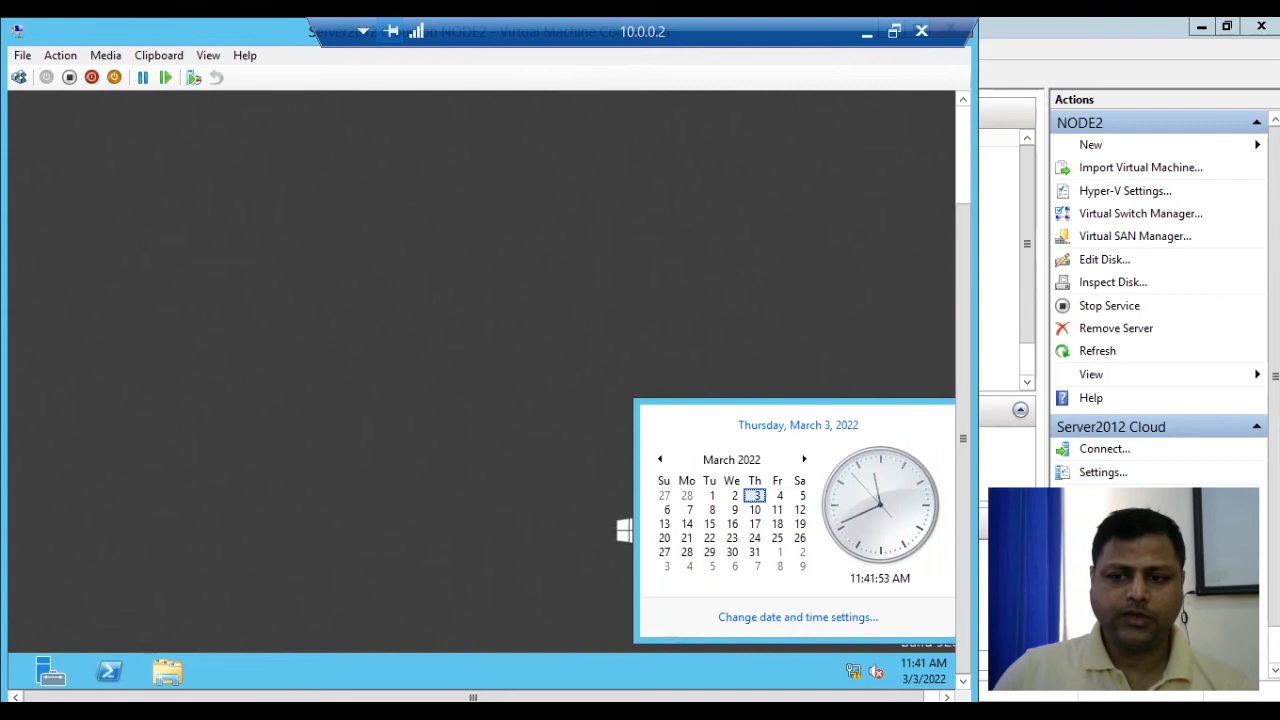 10.0.0.2
File Action Media Clipboard View Help
Actions
NODE2
New
Import Virtual Machine...
Hyper-V Settings...
Virtual Switch Manager...
Virtual SAN Manager...
Edit Disk...
Inspect Disk...
Stop Service
Remove Server
Refresh
View
Help
Server2012 Cloud
Connect...
Settings...
Thursday, March 3, 2022
March 2022
Su Mo Tu We Th Fr Sa
27 28 1 2 3 4 5
6 7 8 9 10 11 12
13 14 15 16 17 18 19
20 21 22 23 24 25 26
27 28 29 30 31 1 2
3 4 5 6 7 8 9
11:41:53 AM
Change date and time settings...
11:41 AM
3/3/2022